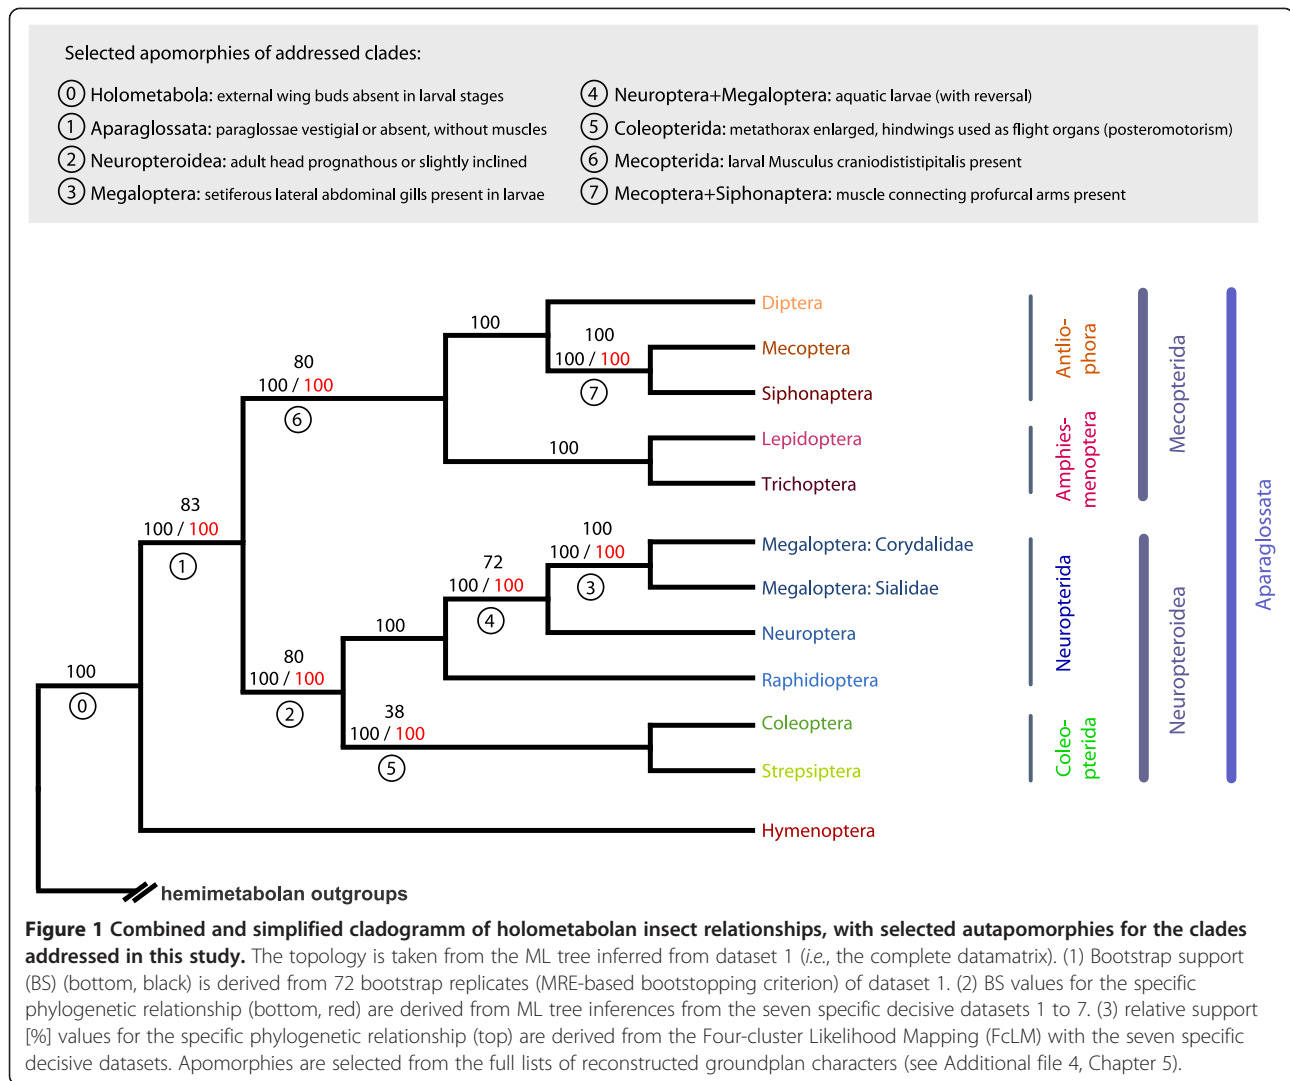 Selected apomorphies of addressed clades:
0 Holometabola: external wing buds absent in larval stages
1 Aparaglossata: paraglossae vestigial or absent, without muscles
2 Neuropteroidea: adult head prognathous or slightly inclined
3 Megaloptera: setiferous lateral abdominal gills present in larvae
4 Neuroptera+Megaloptera: aquatic larvae (with reversal)
5 Coleopterida: metathorax enlarged, hindwings used as flight organs (posteromotorism)
6 Mecopterida: larval Musculus craniodististipitalis present
7 Mecoptera+Siphonaptera: muscle connecting profurcal arms present
Diptera
100
100
100 / 100
7
Mecoptera
Siphonaptera
80
100 / 100
6
Lepidoptera
100
Trichoptera
83
100 / 100
1
100
100 / 100
3
Megaloptera: Corydalidae
Megaloptera: Sialidae
72
100 / 100
4
Neuroptera
100
Raphidioptera
80
100 / 100
2
38
100 / 100
5
Coleoptera
Strepsiptera
100
0
Hymenoptera
hemimetabolan outgroups
Antlio-
phora
Amphies-
menoptera
Mecopterida
Neuropterida
Coleo-
pterida
Neuropteroidea
Aparaglossata
Figure 1 Combined and simplified cladogramm of holometabolan insect relationships, with selected autapomorphies for the clades
addressed in this study. The topology is taken from the ML tree inferred from dataset 1 (i.e., the complete datamatrix). (1) Bootstrap support
(BS) (bottom, black) is derived from 72 bootstrap replicates (MRE-based bootstopping criterion) of dataset 1. (2) BS values for the specific
phylogenetic relationship (bottom, red) are derived from ML tree inferences from the seven specific decisive datasets 1 to 7. (3) relative support
[%] values for the specific phylogenetic relationship (top) are derived from the Four-cluster Likelihood Mapping (FcLM) with the seven specific
decisive datasets. Apomorphies are selected from the full lists of reconstructed groundplan characters (see Additional file 4, Chapter 5).